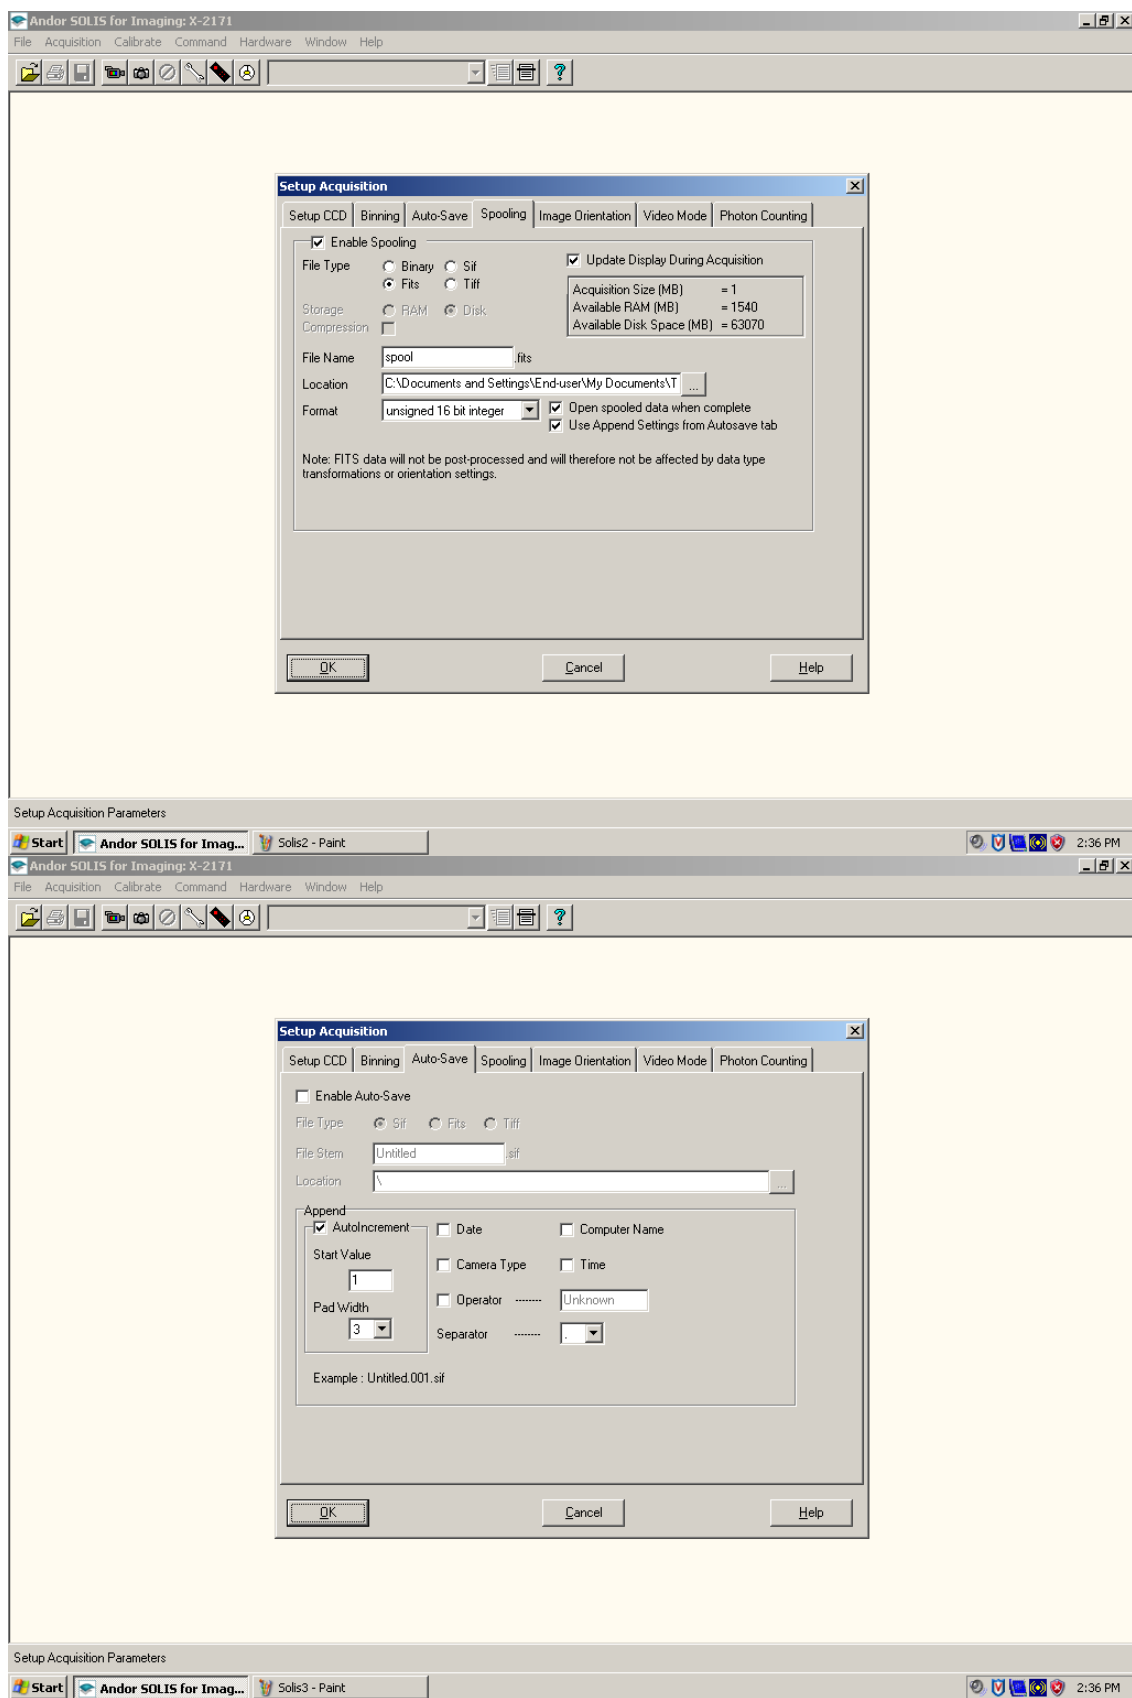 Andor SOLIS for Imaging: X-2171
File Acquisition Calibrate Command Hardware Window Help
Setup Acquisition
Setup CCD Binning Auto-Save Spooling Image Orientation Video Mode Photon Counting
Enable Spooling
Update Display During Acquisition
File Type Binary Sif
Fits Tiff
Acquisition Size (MB) = 1
Available RAM (MB) = 1540
Available Disk Space (MB) = 63070
Storage RAM Disk
Compression
File Name spool .fits
Location C:\Documents and Settings\End-user\My Documents\T ...
Format unsigned 16 bit integer Open spooled data when complete
Use Append Settings from Autosave tab
Note: FITS data will not be post-processed and will therefore not be affected by data type
transformations or orientation settings.
OK Cancel Help
Setup Acquisition Parameters
Start Andor SOLIS for Imag... Solis2 - Paint 2:36 PM
Andor SOLIS for Imaging: X-2171
File Acquisition Calibrate Command Hardware Window Help
Setup Acquisition
Setup CCD Binning Auto-Save Spooling Image Orientation Video Mode Photon Counting
Enable Auto-Save
File Type Sif Fits Tiff
File Stem Untitled .sif
Location \ ...
Append
AutoIncrement Date Computer Name
Start Value
Camera Type Time
1
Operator -------- Unknown
Pad Width
3
Separator -------- .
Example : Untitled.001.sif
OK Cancel Help
Setup Acquisition Parameters
Start Andor SOLIS for Imag... Solis3 - Paint 2:36 PM